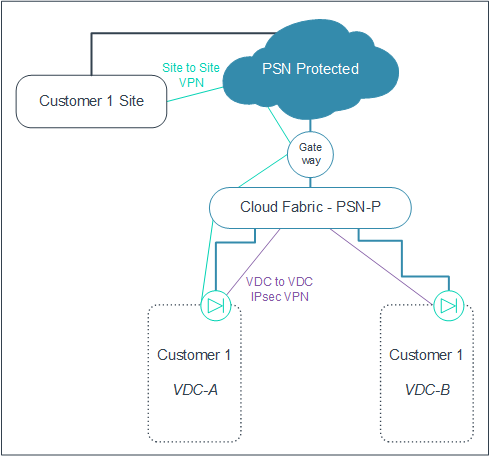 PSN Protected
Site to Site
VPN
Customer 1 Site
Gate
way
Cloud Fabric - PSN-P
VDC to VDC
IPsec VPN
Customer 1
VDC-A
Customer 1
VDC-B